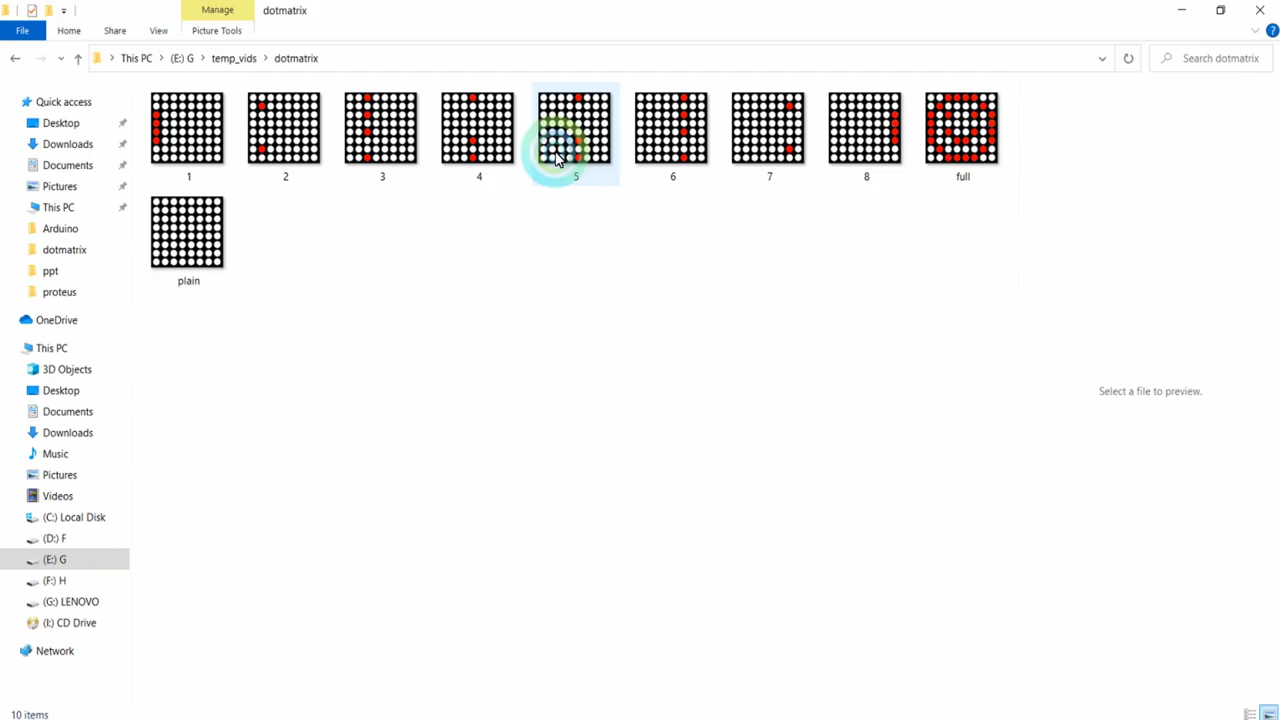 Manage
dotmatrix
File
Home
Share
View
Picture Tools
This PC
(E:) G
temp_vids
dotmatrix
Search dotmatrix
Quick access
Desktop
Downloads
Documents
Pictures
This PC
Arduino
dotmatrix
ppt
proteus
OneDrive
This PC
3D Objects
Desktop
Documents
Downloads
Music
Pictures
Videos
(C:) Local Disk
(D:) F
(E:) G
(F:) H
(G:) LENOVO
(I:) CD Drive
Network
1
2
3
4
5
6
7
8
full
plain
Select a file to preview.
10 items